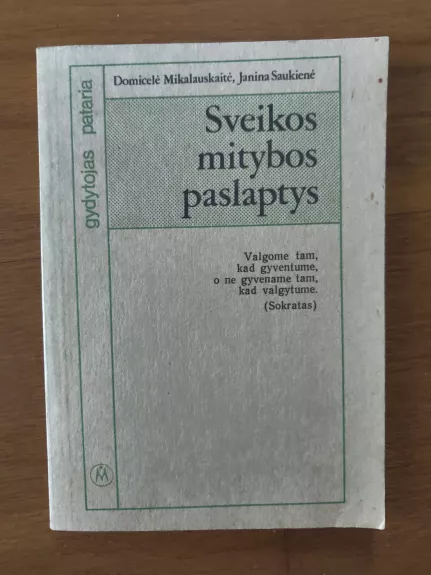 Domicelė Mikalauskaitė, Janina Saukienė
gydytojas pataria
Sveikos
mitybos
paslaptys
Valgome tam,
kad gyventume,
o ne gyvename tam,
kad valgytume.
(Sokratas)
M